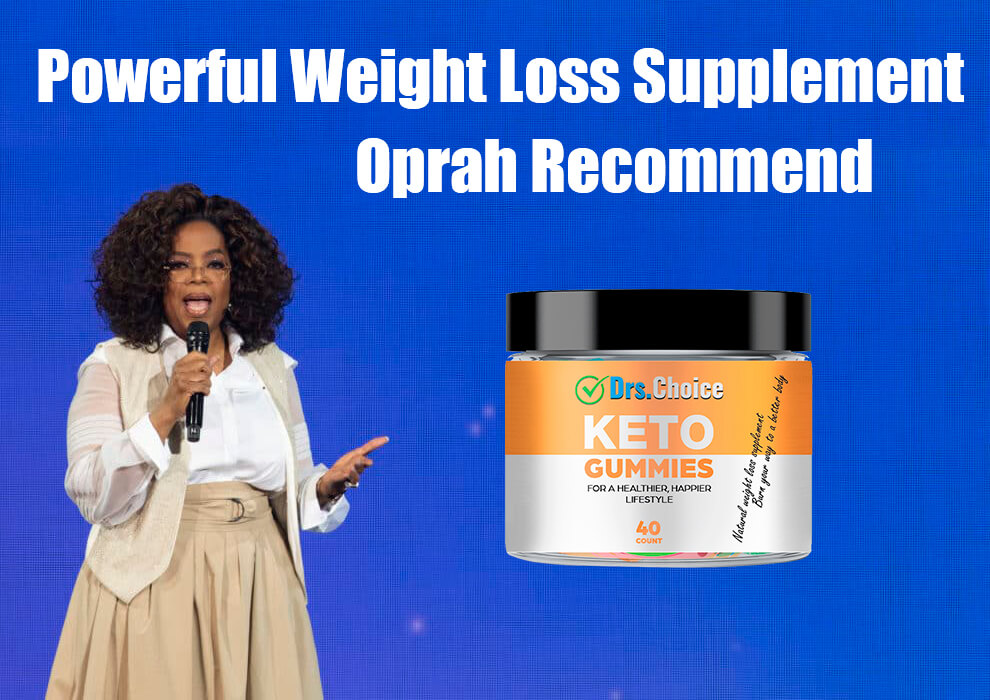 Powerful Weight Loss Supplement
Oprah Recommend
Drs.Choice
KETO
GUMMIES
FOR A HEALTHIER, HAPPIER
LIFESTYLE
40
COUNT
Natural weight loss supplement
Burn your way to a better body